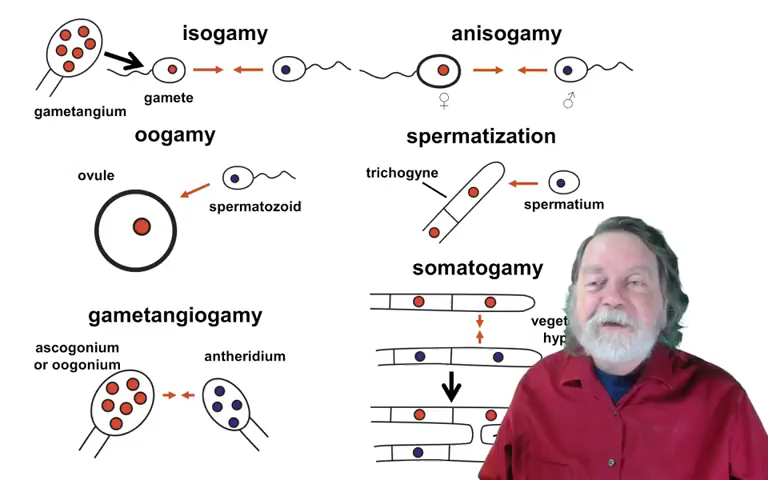 isogamy
anisogamy
gametangium
gamete
♀
♂
oogamy
spermatization
ovule
spermatozoid
trichogyne
spermatium
somatogamy
gametangiogamy
ascogonium
or oogonium
antheridium